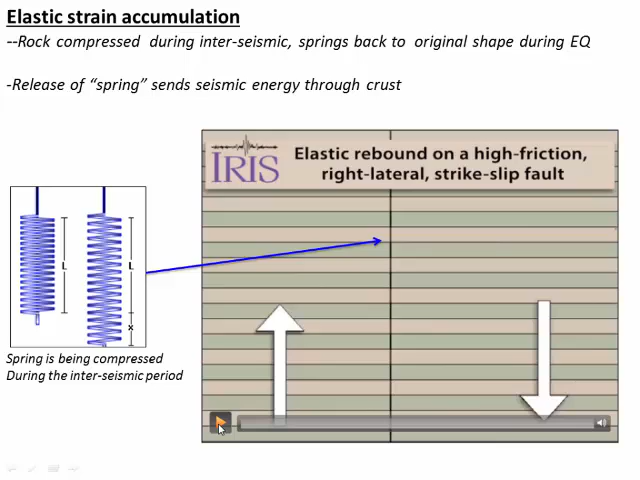 Elastic strain accumulation
--Rock compressed during inter-seismic, springs back to original shape during EQ
-Release of “spring” sends seismic energy through crust
IRIS
Elastic rebound on a high-friction,
right-lateral, strike-slip fault
L
L
x
Spring is being compressed
During the inter-seismic period